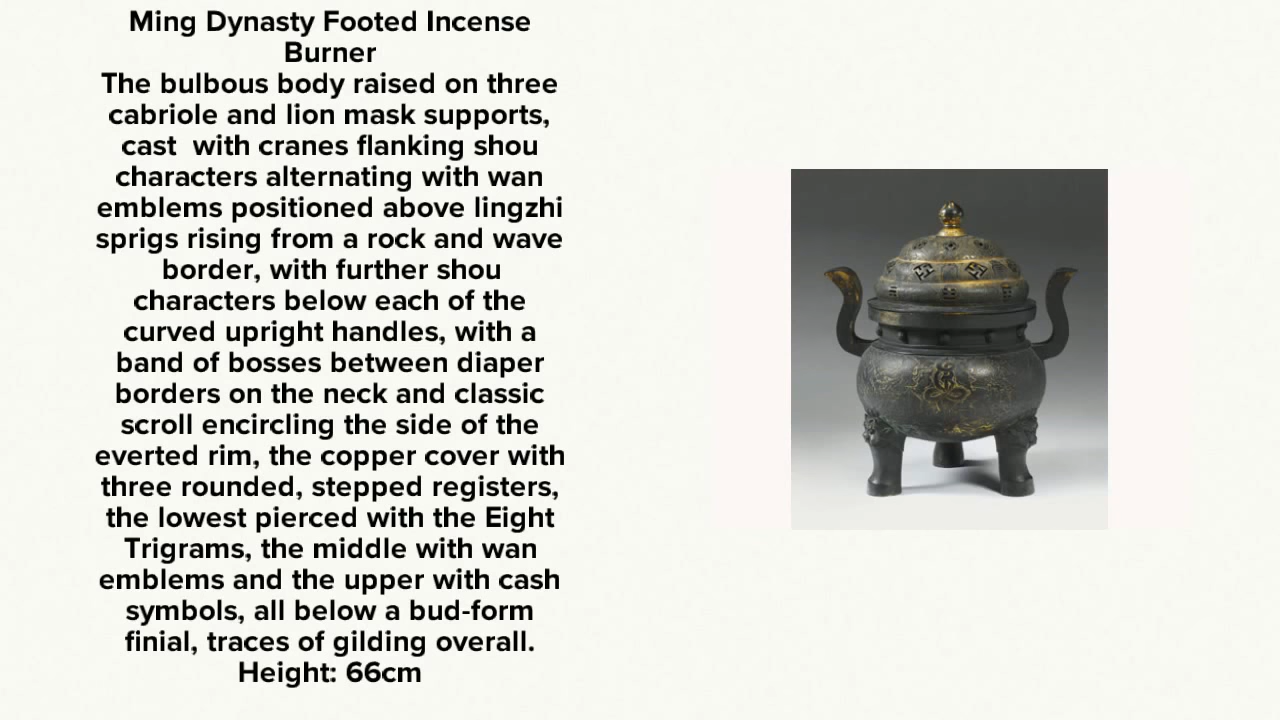 Ming Dynasty Footed Incense
Burner
The bulbous body raised on three
cabriole and lion mask supports,
cast  with cranes flanking shou
characters alternating with wan
emblems positioned above lingzhi
sprigs rising from a rock and wave
border, with further shou
characters below each of the
curved upright handles, with a
band of bosses between diaper
borders on the neck and classic
scroll encircling the side of the
everted rim, the copper cover with
three rounded, stepped registers,
the lowest pierced with the Eight
Trigrams, the middle with wan
emblems and the upper with cash
symbols, all below a bud-form
finial, traces of gilding overall.
Height: 66cm